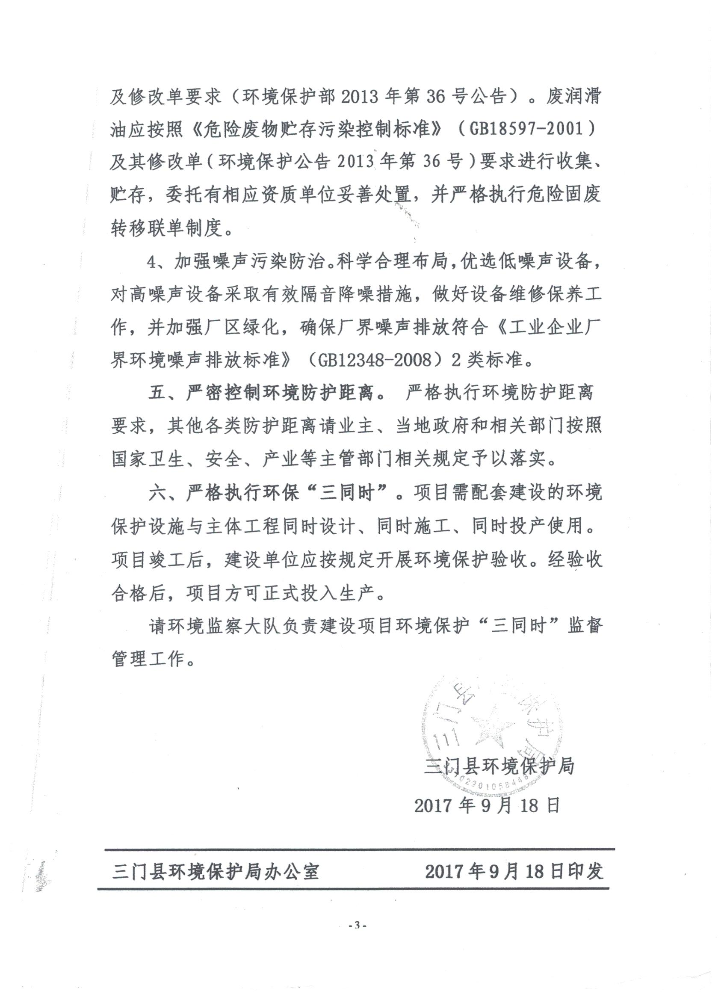 及修改单要求（环境保护部 2013 年第 36 号公告）。废润滑
油应按照《危险废物贮存污染控制标准》（GB18597-2001）
及其修改单(环境保护公告 2013 年第 36 号)要求进行收集、
贮存，委托有相应资质单位妥善处置，并严格执行危险固废
转移联单制度。
4、加强噪声污染防治。科学合理布局，优选低噪声设备，
对高噪声设备采取有效隔音降噪措施，做好设备维修保养工
作，并加强厂区绿化，确保厂界噪声排放符合《工业企业厂
界环境噪声排放标准》（GB12348-2008）2 类标准。
五、严密控制环境防护距离。 严格执行环境防护距离
要求，其他各类防护距离请业主、当地政府和相关部门按照
国家卫生、安全、产业等主管部门相关规定予以落实。
六、严格执行环保“三同时”。项目需配套建设的环境
保护设施与主体工程同时设计、同时施工、同时投产使用。
项目竣工后，建设单位应按规定开展环境保护验收。经验收
合格后，项目方可正式投入生产。
请环境监察大队负责建设项目环境保护“三同时”监督
管理工作。
三门县 保护局
三门县环境保护局
2017 年 9 月 18 日
三门县环境保护局办公室 2017 年 9 月 18 日印发
- 3 -